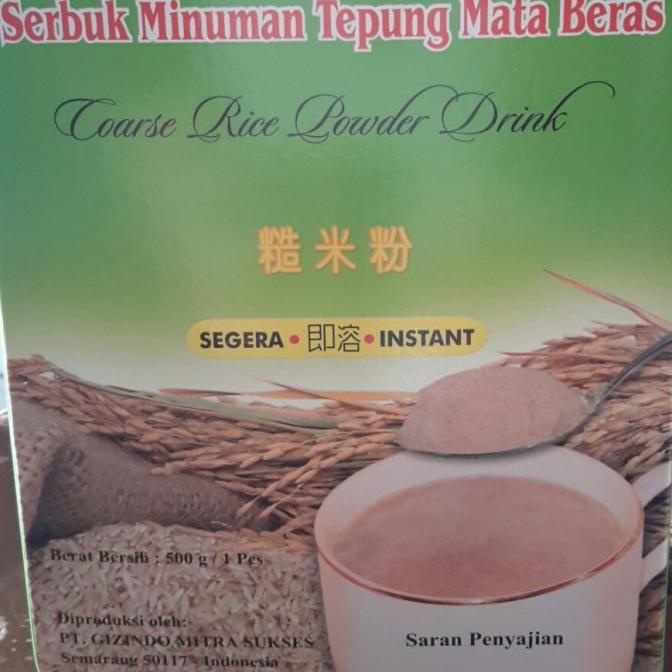 Serbuk Minuman Tepung Mata Beras
Coarse Rice Powder Drink
糙米粉
SEGERA • 即溶 • INSTANT
Berat Bersih : 500 g / 1 Pcs
Diproduksi oleh:
PT. GIZINDO MITRA SUKSES
Semarang 50117 - Indonesia
Saran Penyajian